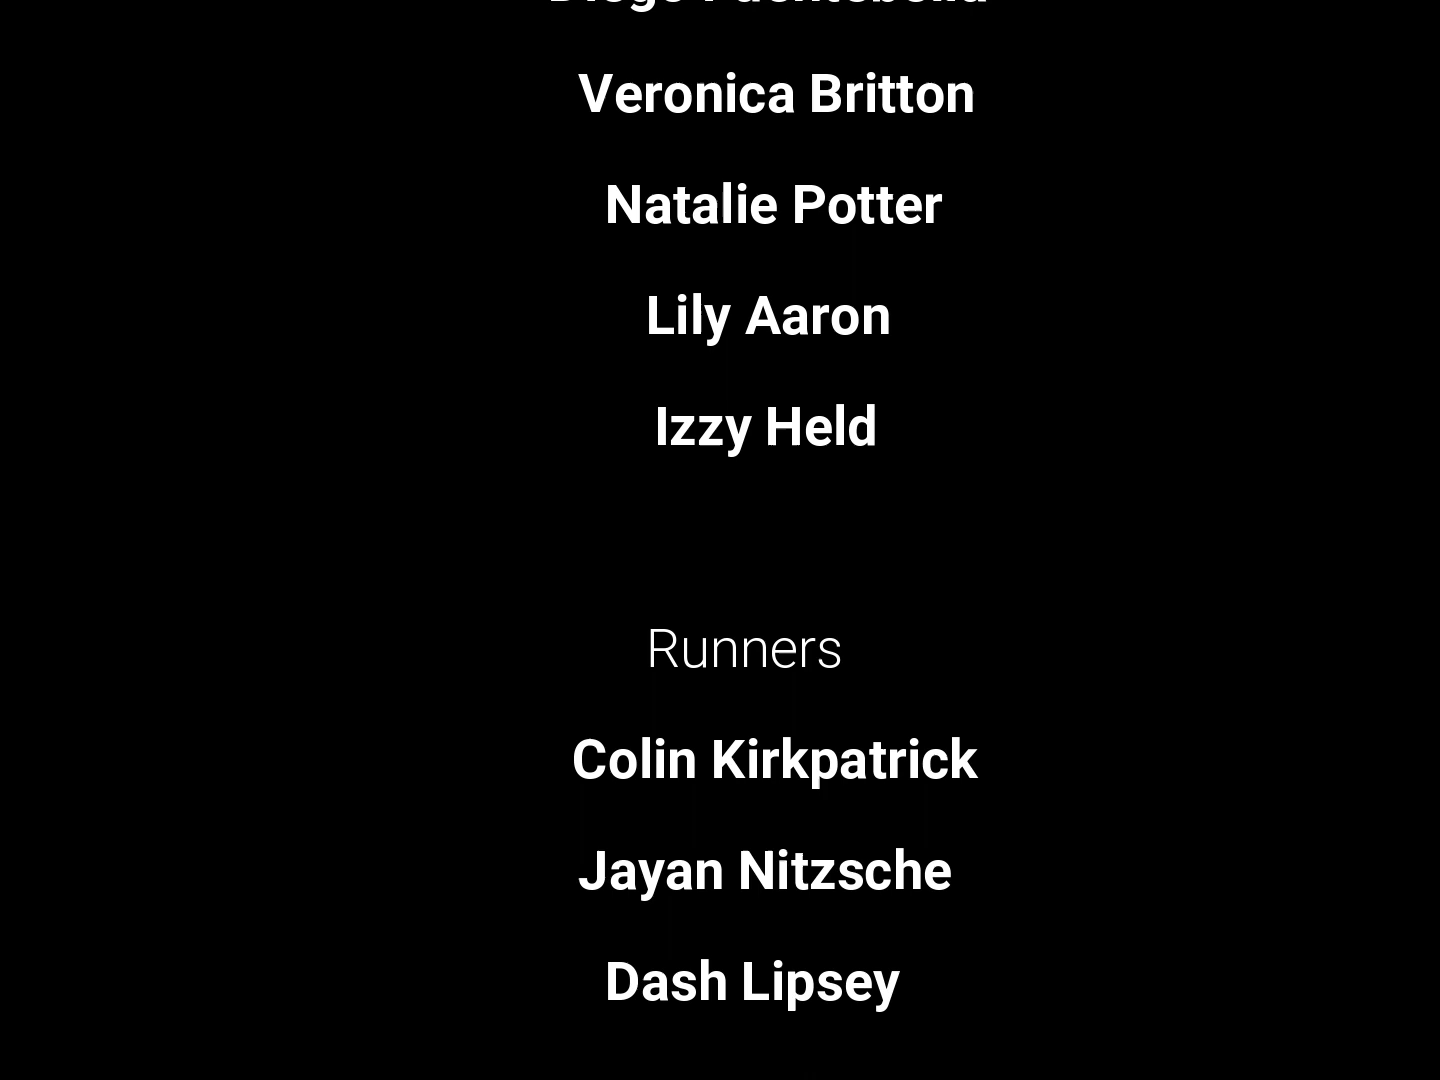 Veronica Britton
Natalie Potter
Lily Aaron
Izzy Held
Runners
Colin Kirkpatrick
Jayan Nitzsche
Dash Lipsey